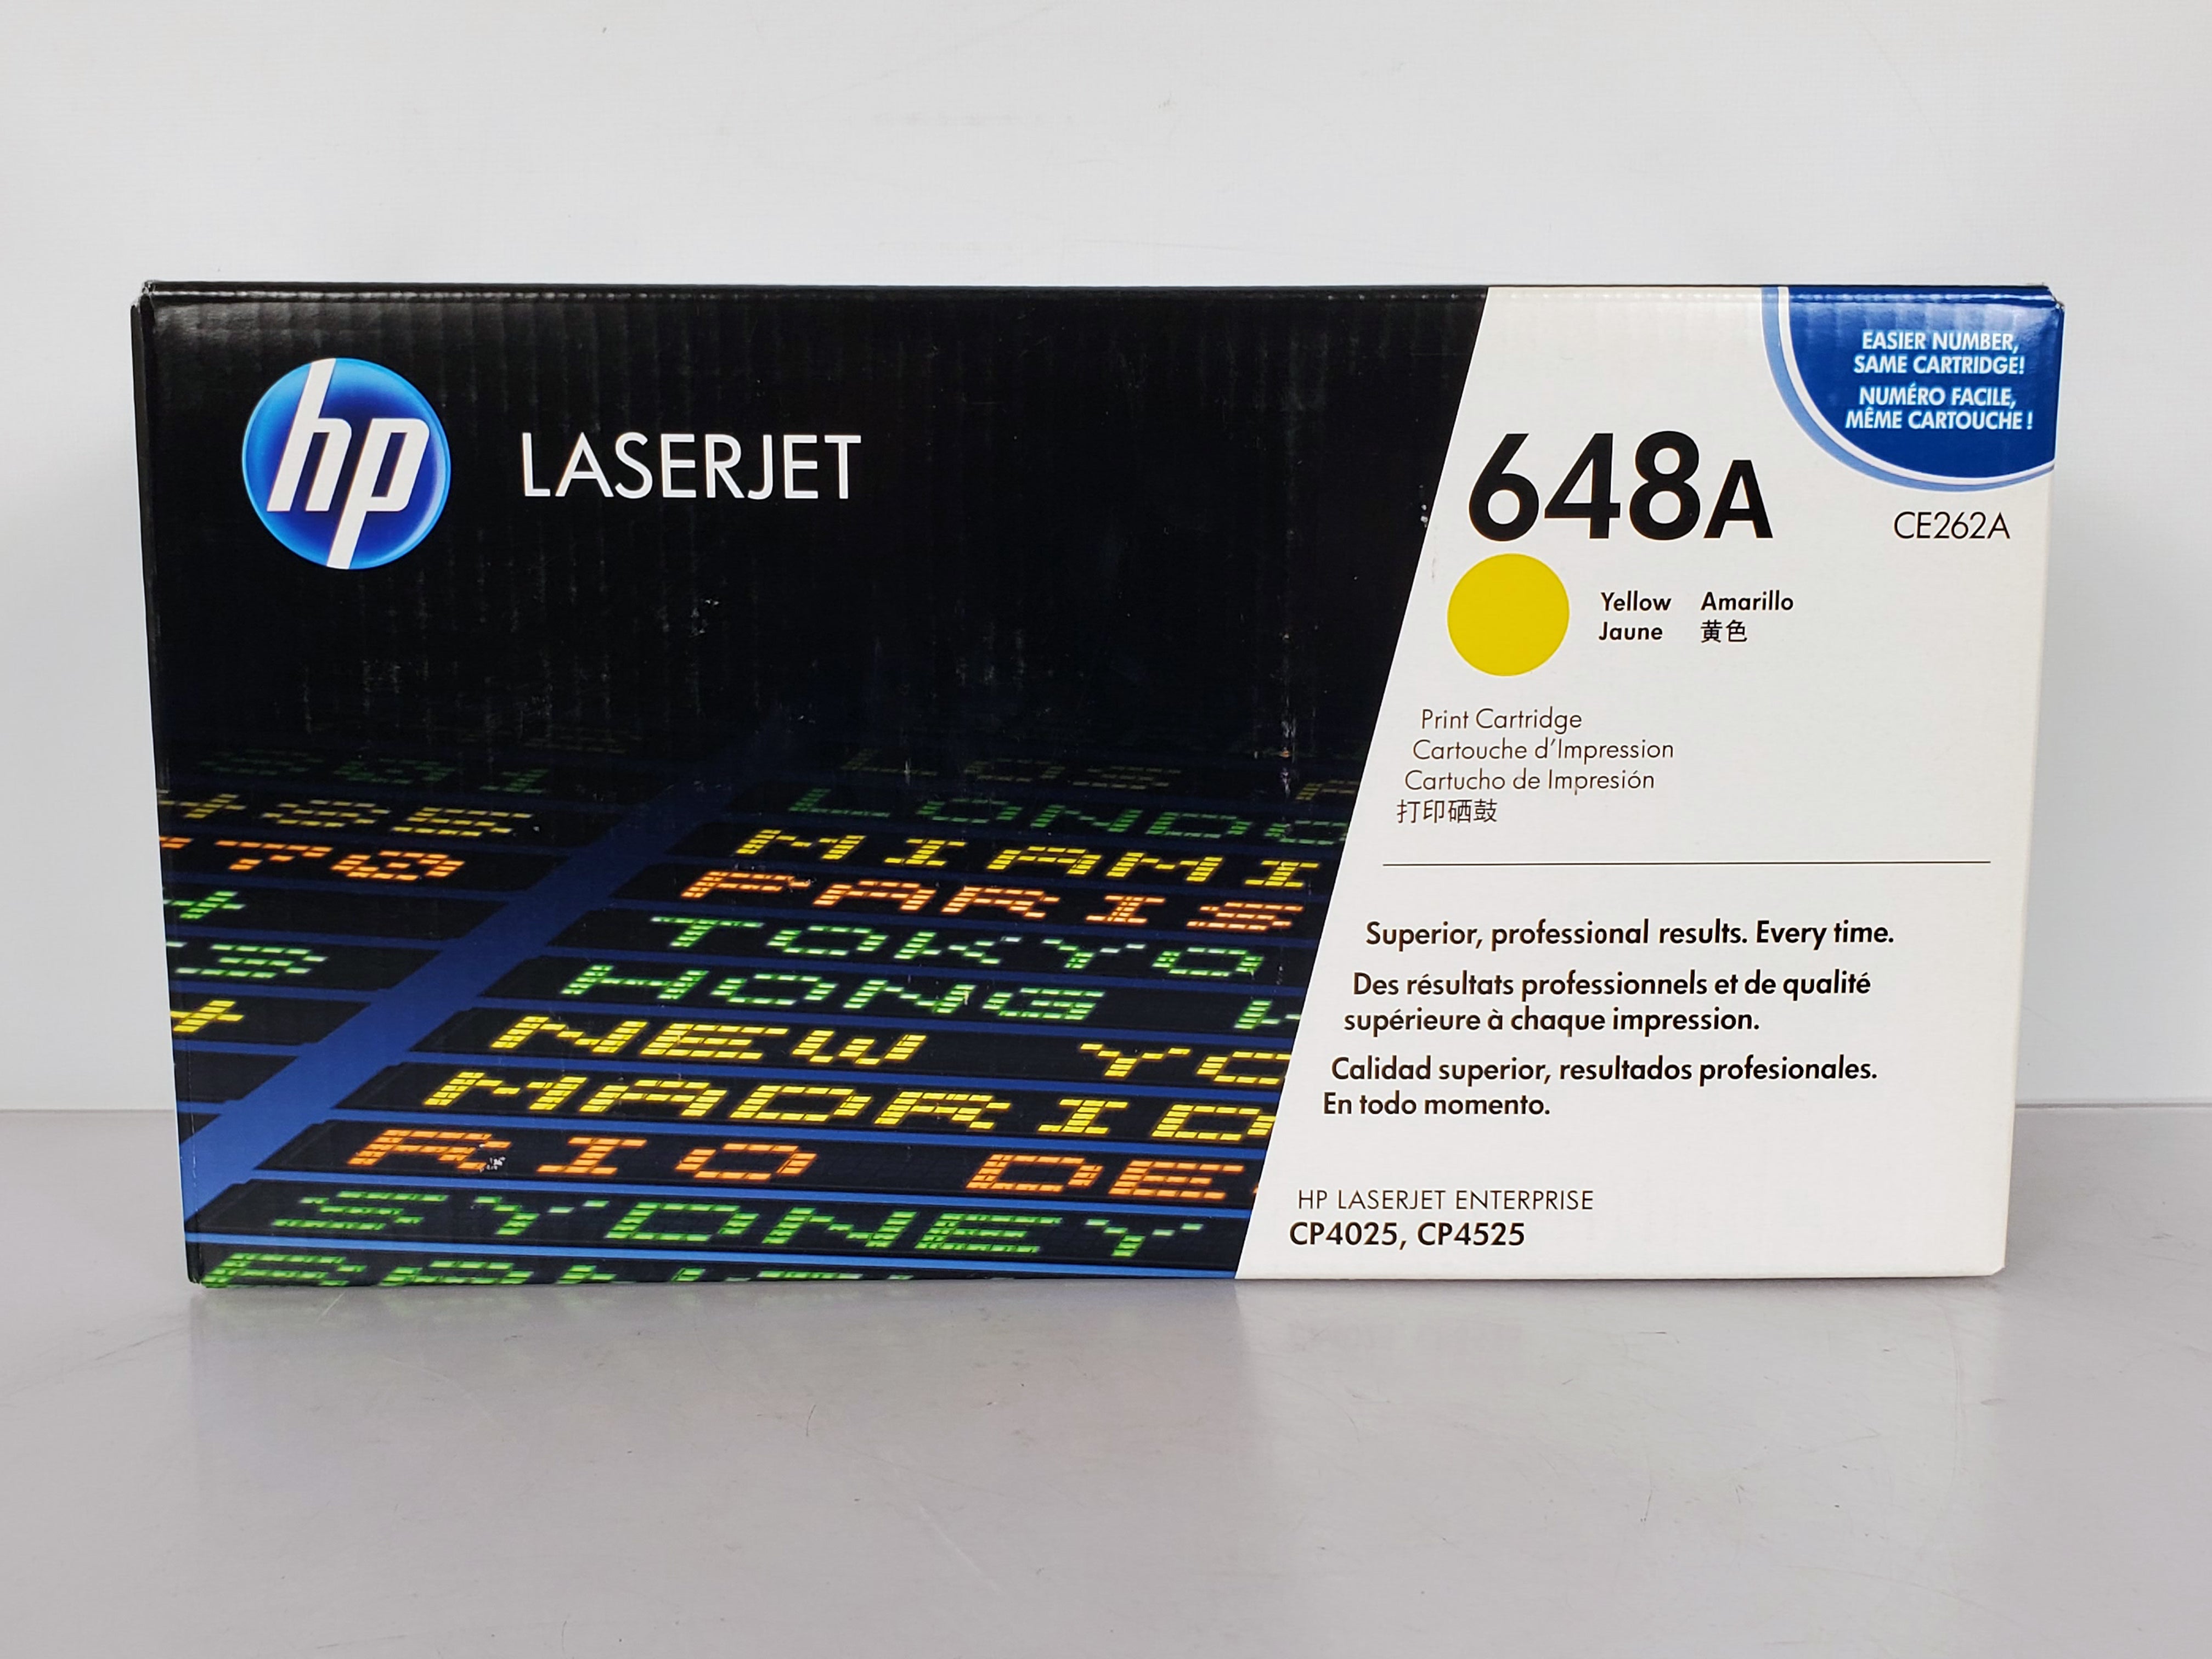 hp
LASERJET
EASIER NUMBER,
SAME CARTRIDGE!
NUMÉRO FACILE,
MÊME CARTOUCHE !
648A
CE262A
Yellow Amarillo
Jaune 黄色
Print Cartridge
Cartouche d'Impression
Cartucho de Impresión
打印硒鼓
Superior, professional results. Every time.
Des résultats professionnels et de qualité
supérieure à chaque impression.
Calidad superior, resultados profesionales.
En todo momento.
HP LASERJET ENTERPRISE
CP4025, CP4525
LONDO
MIAMI
PARIS
TOKYO
HONG
NEW YO
MADRID
RIO DE
SYDNEY